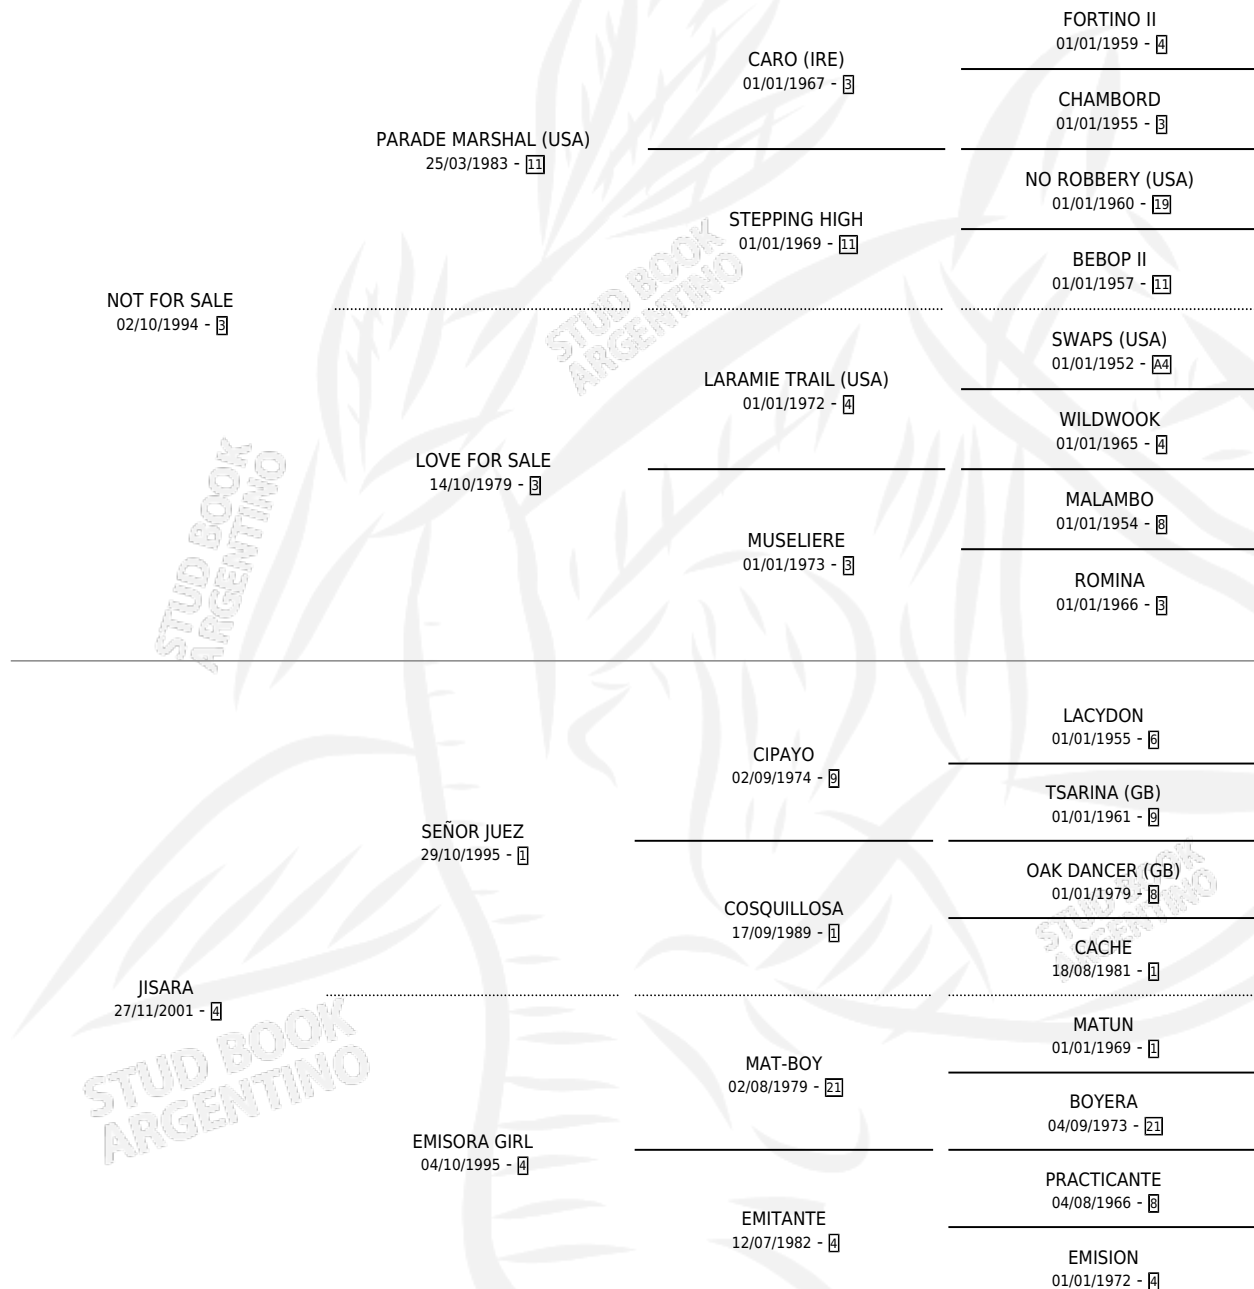 FORTINO II
01/01/1959 - 4
CARO (IRE)
01/01/1967 - 3
CHAMBORD
01/01/1955 - 3
PARADE MARSHAL (USA)
25/03/1983 - 11
NO ROBBERY (USA)
01/01/1960 - 19
STEPPING HIGH
01/01/1969 - 11
BEBOP II
01/01/1957 - 11
NOT FOR SALE
02/10/1994 - 3
SWAPS (USA)
01/01/1952 - A4
LARAMIE TRAIL (USA)
01/01/1972 - 4
WILDWOOK
01/01/1965 - 4
LOVE FOR SALE
14/10/1979 - 3
MALAMBO
01/01/1954 - 8
MUSELIERE
01/01/1973 - 3
ROMINA
01/01/1966 - 3
LACYDON
01/01/1955 - 6
CIPAYO
02/09/1974 - 9
TSARINA (GB)
01/01/1961 - 9
SEÑOR JUEZ
29/10/1995 - 1
OAK DANCER (GB)
01/01/1979 - 8
COSQUILLOSA
17/09/1989 - 1
CACHE
18/08/1981 - 1
JISARA
27/11/2001 - 4
MATUN
01/01/1969 - 1
MAT-BOY
02/08/1979 - 21
BOYERA
04/09/1973 - 21
EMISORA GIRL
04/10/1995 - 4
PRACTICANTE
04/08/1966 - 8
EMITANTE
12/07/1982 - 4
EMISION
01/01/1972 - 4
STUD BOOK
ARGENTINO
STUD BOOK
ARGENTINO
STUD BOOK
ARGENTINO
STUD BOOK
ARGENTINO